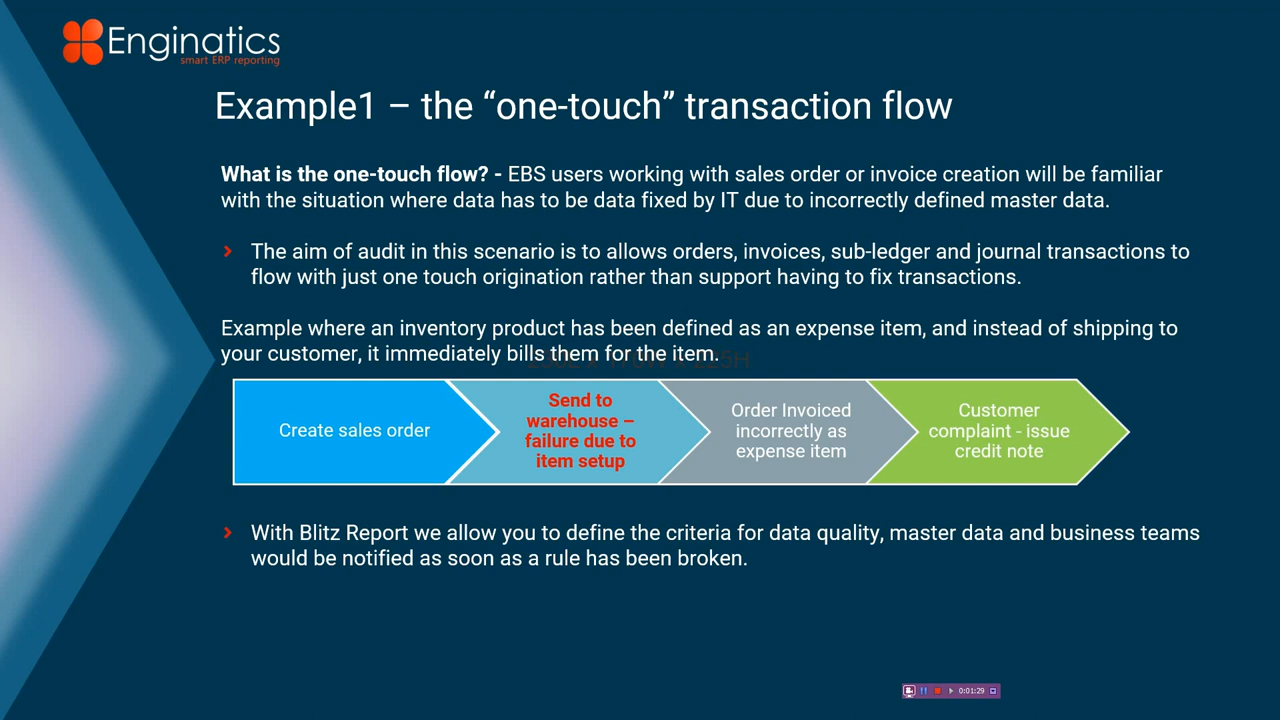 Enginatics
smart ERP reporting
Example1 – the “one-touch” transaction flow
What is the one-touch flow? - EBS users working with sales order or invoice creation will be familiar
with the situation where data has to be data fixed by IT due to incorrectly defined master data.
The aim of audit in this scenario is to allows orders, invoices, sub-ledger and journal transactions to
flow with just one touch origination rather than support having to fix transactions.
Example where an inventory product has been defined as an expense item, and instead of shipping to
your customer, it immediately bills them for the item.
Create sales order
Send to
warehouse –
failure due to
item setup
Order Invoiced
incorrectly as
expense item
Customer
complaint - issue
credit note
With Blitz Report we allow you to define the criteria for data quality, master data and business teams
would be notified as soon as a rule has been broken.
0:01:29